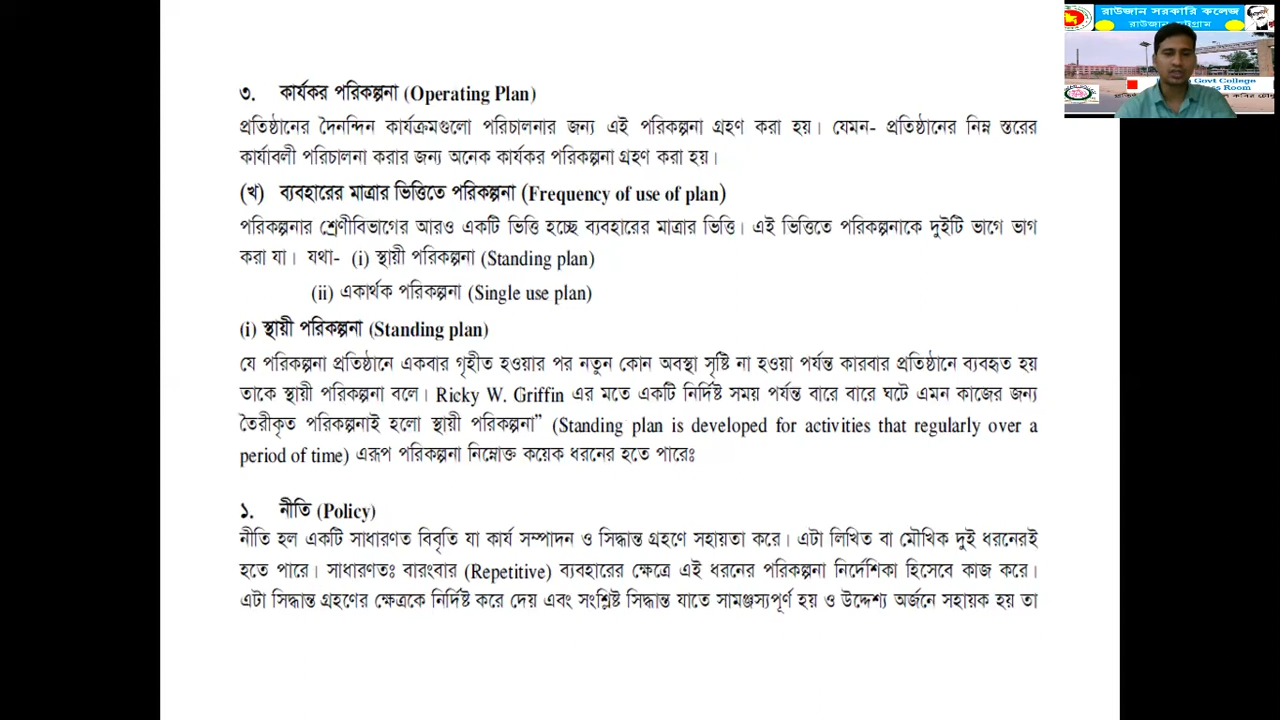 রাউজান সরকারি কলেজ
Govt College
ss Room
৩. কার্যকর পরিকল্পনা (Operating Plan)
প্রতিষ্ঠানের দৈনন্দিন কার্যক্রমগুলো পরিচালনার জন্য এই পরিকল্পনা গ্রহণ করা হয়। যেমন- প্রতিষ্ঠানের নিম্ন স্তরের
কার্যাবলী পরিচালনা করার জন্য অনেক কার্যকর পরিকল্পনা গ্রহণ করা হয়।
(খ) ব্যবহারের মাত্রার ভিত্তিতে পরিকল্পনা (Frequency of use of plan)
পরিকল্পনার শ্রেণীবিভাগের আরও একটি ভিত্তি হচ্ছে ব্যবহারের মাত্রার ভিত্তি। এই ভিত্তিতে পরিকল্পনাকে দুইটি ভাগে ভাগ
করা যা। যথা- (i) স্থায়ী পরিকল্পনা (Standing plan)
(ii) একার্থক পরিকল্পনা (Single use plan)
(i) স্থায়ী পরিকল্পনা (Standing plan)
যে পরিকল্পনা প্রতিষ্ঠানে একবার গৃহীত হওয়ার পর নতুন কোন অবস্থা সৃষ্টি না হওয়া পর্যন্ত কারবার প্রতিষ্ঠানে ব্যবহৃত হয়
তাকে স্থায়ী পরিকল্পনা বলে। Ricky W. Griffin এর মতে একটি নির্দিষ্ট সময় পর্যন্ত বারে বারে ঘটে এমন কাজের জন্য
তৈরীকৃত পরিকল্পনাই হলো স্থায়ী পরিকল্পনা” (Standing plan is developed for activities that regularly over a
period of time) এরূপ পরিকল্পনা নিম্নোক্ত কয়েক ধরনের হতে পারেঃ
১. নীতি (Policy)
নীতি হল একটি সাধারণত বিবৃতি যা কার্য সম্পাদন ও সিদ্ধান্ত গ্রহণে সহায়তা করে। এটা লিখিত বা মৌখিক দুই ধরনেরই
হতে পারে। সাধারণতঃ বারংবার (Repetitive) ব্যবহারের ক্ষেত্রে এই ধরনের পরিকল্পনা নির্দেশিকা হিসেবে কাজ করে।
এটা সিদ্ধান্ত গ্রহণের ক্ষেত্রকে নির্দিষ্ট করে দেয় এবং সংশ্লিষ্ট সিদ্ধান্ত যাতে সামঞ্জস্যপূর্ণ হয় ও উদ্দেশ্য অর্জনে সহায়ক হয় তা